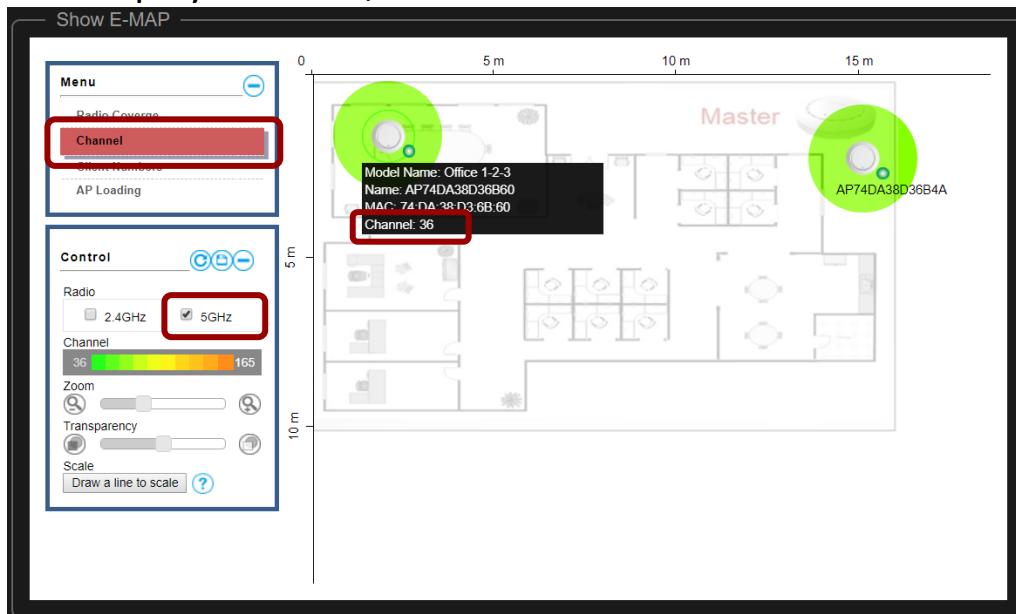 Show E-MAP
Menu
Radio Coverge
Channel
Client Numbers
AP Loading
Control
Radio
2.4GHz
5GHz
Channel
36
165
Zoom
Transparency
Scale
Draw a line to scale ?
0
5 m
10 m
15 m
5 m
10 m
Master
Model Name: Office 1-2-3
Name: AP74DA38D36B60
MAC: 74:DA:38:D3:6B:60
Channel: 36
AP74DA38D36B4A